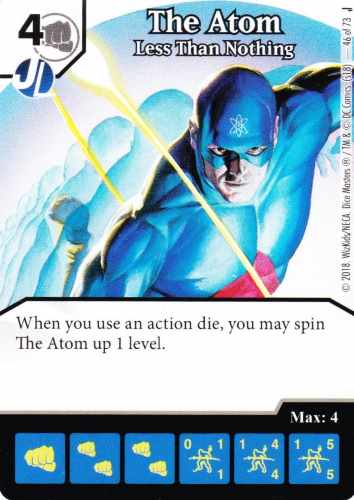 4
The Atom
Less Than Nothing
46 of 73
© 2018 WizKids/NECA. Dice Masters ® / TM & © DC Comics. (s18)
When you use an action die, you may spin
The Atom up 1 level.
Max: 4
0 1 1
1 4 4
1 5 5